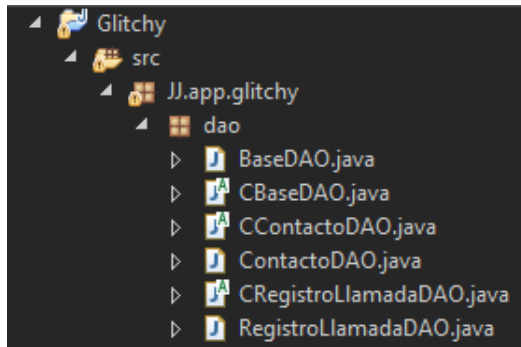 Glitchy
src
JJ.app.glitchy
dao
BaseDAO.java
CBaseDAO.java
CContactoDAO.java
ContactoDAO.java
CRegistroLlamadaDAO.java
RegistroLlamadaDAO.java